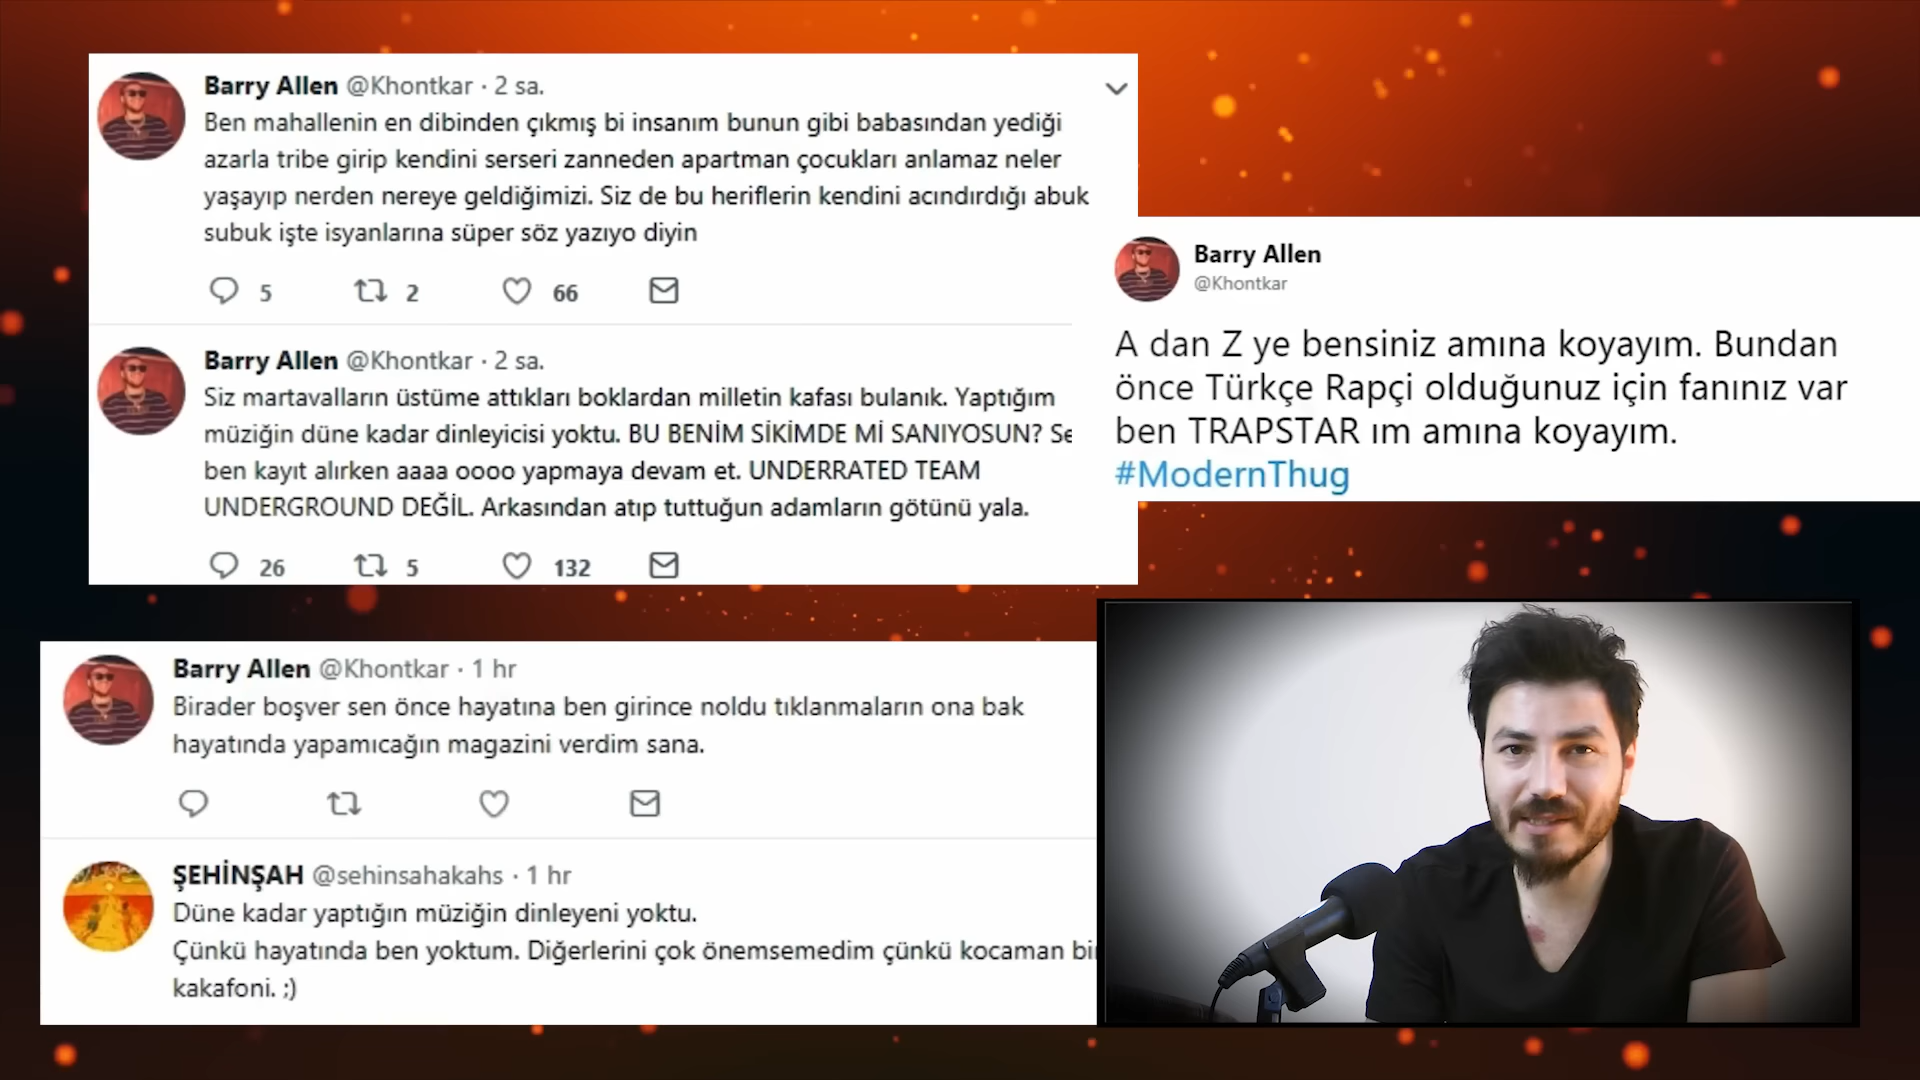 Barry Allen @Khontkar · 2 sa.
Ben mahallenin en dibinden çıkmış bi insanım bunun gibi babasından yediği
azarla tribe girip kendini serseri zanneden apartman çocukları anlamaz neler
yaşayıp nerden nereye geldiğimizi. Siz de bu heriflerin kendini acındırdığı abuk
subuk işte isyanlarına süper söz yazıyo diyin
5 2 66
Barry Allen @Khontkar · 2 sa.
Siz martavalların üstüme attıkları boklardan milletin kafası bulanık. Yaptığım
müziğin düne kadar dinleyicisi yoktu. BU BENİM SİKİMDE Mİ SANIYOSUN? Se
ben kayıt alırken aaaa oooo yapmaya devam et. UNDERRATED TEAM
UNDERGROUND DEĞİL. Arkasından atıp tuttuğun adamların götünü yala.
26 5 132
Barry Allen
@Khontkar
A dan Z ye bensiniz amına koyayım. Bundan
önce Türkçe Rapçi olduğunuz için fanınız var
ben TRAPSTAR ım amına koyayım.
#ModernThug
Barry Allen @Khontkar · 1 hr
Birader boşver sen önce hayatına ben girince noldu tıklanmaların ona bak
hayatında yapamıcağın magazini verdim sana.
ŞEHİNŞAH @sehinsahakahs · 1 hr
Düne kadar yaptığın müziğin dinleyeni yoktu.
Çünkü hayatında ben yoktum. Diğerlerini çok önemsemedim çünkü kocaman bir
kakafoni. ;)